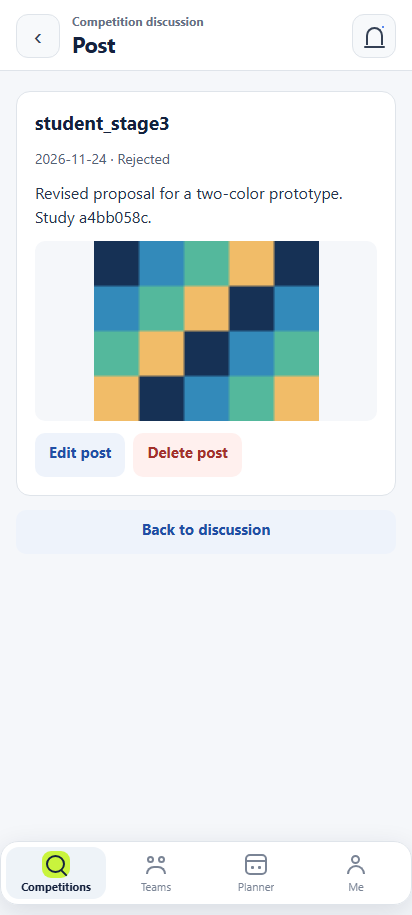 Competition discussion
Post
student_stage3
2026-11-24 · Rejected
Revised proposal for a two-color prototype.
Study a4bb058c.
Edit post
Delete post
Back to discussion
Competitions
Teams
Planner
Me